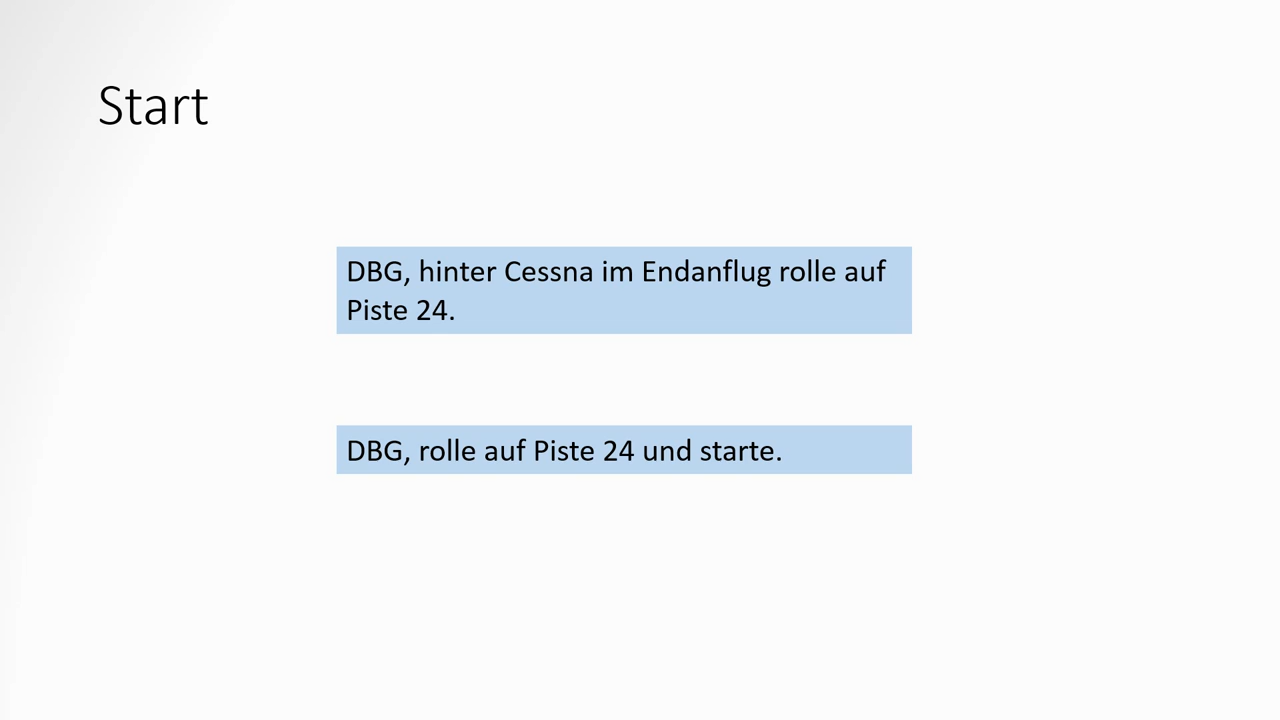 Start
DBG, hinter Cessna im Endanflug rolle auf
Piste 24.
DBG, rolle auf Piste 24 und starte.